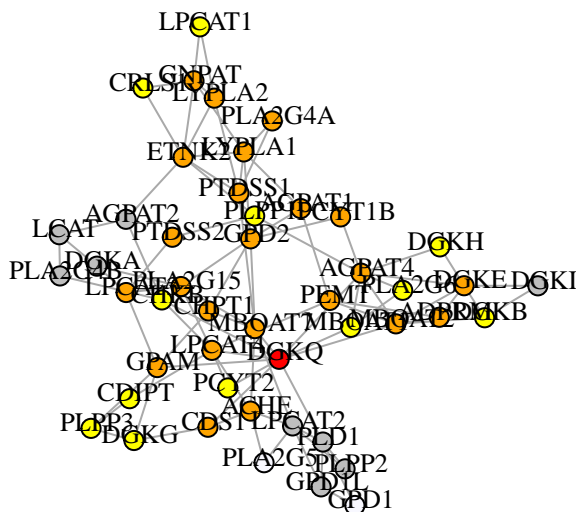 LPCAT1
GNPAT
CRLS1
LYPLA2
PLA2G4A
ETNK2
LYPLA1
PTDSS1
AGPAT1
PCYT1B
AGPAT2
LCAT
PTDSS2
GPD2
DGKH
DGKA
PLA2G4B
PLA2G15
AGPAT4
DGKE
DGKI
CHKB
PEMT
CHPT1
MBOAT7
DGKB
LPCAT4
DGKQ
GPAM
PCYT2
CDIPT
ACHE
PLPP3
CDS1
LPCAT2
DGKG
PLD1
PLA2G5
PLPP2
GPD1L
GPD1